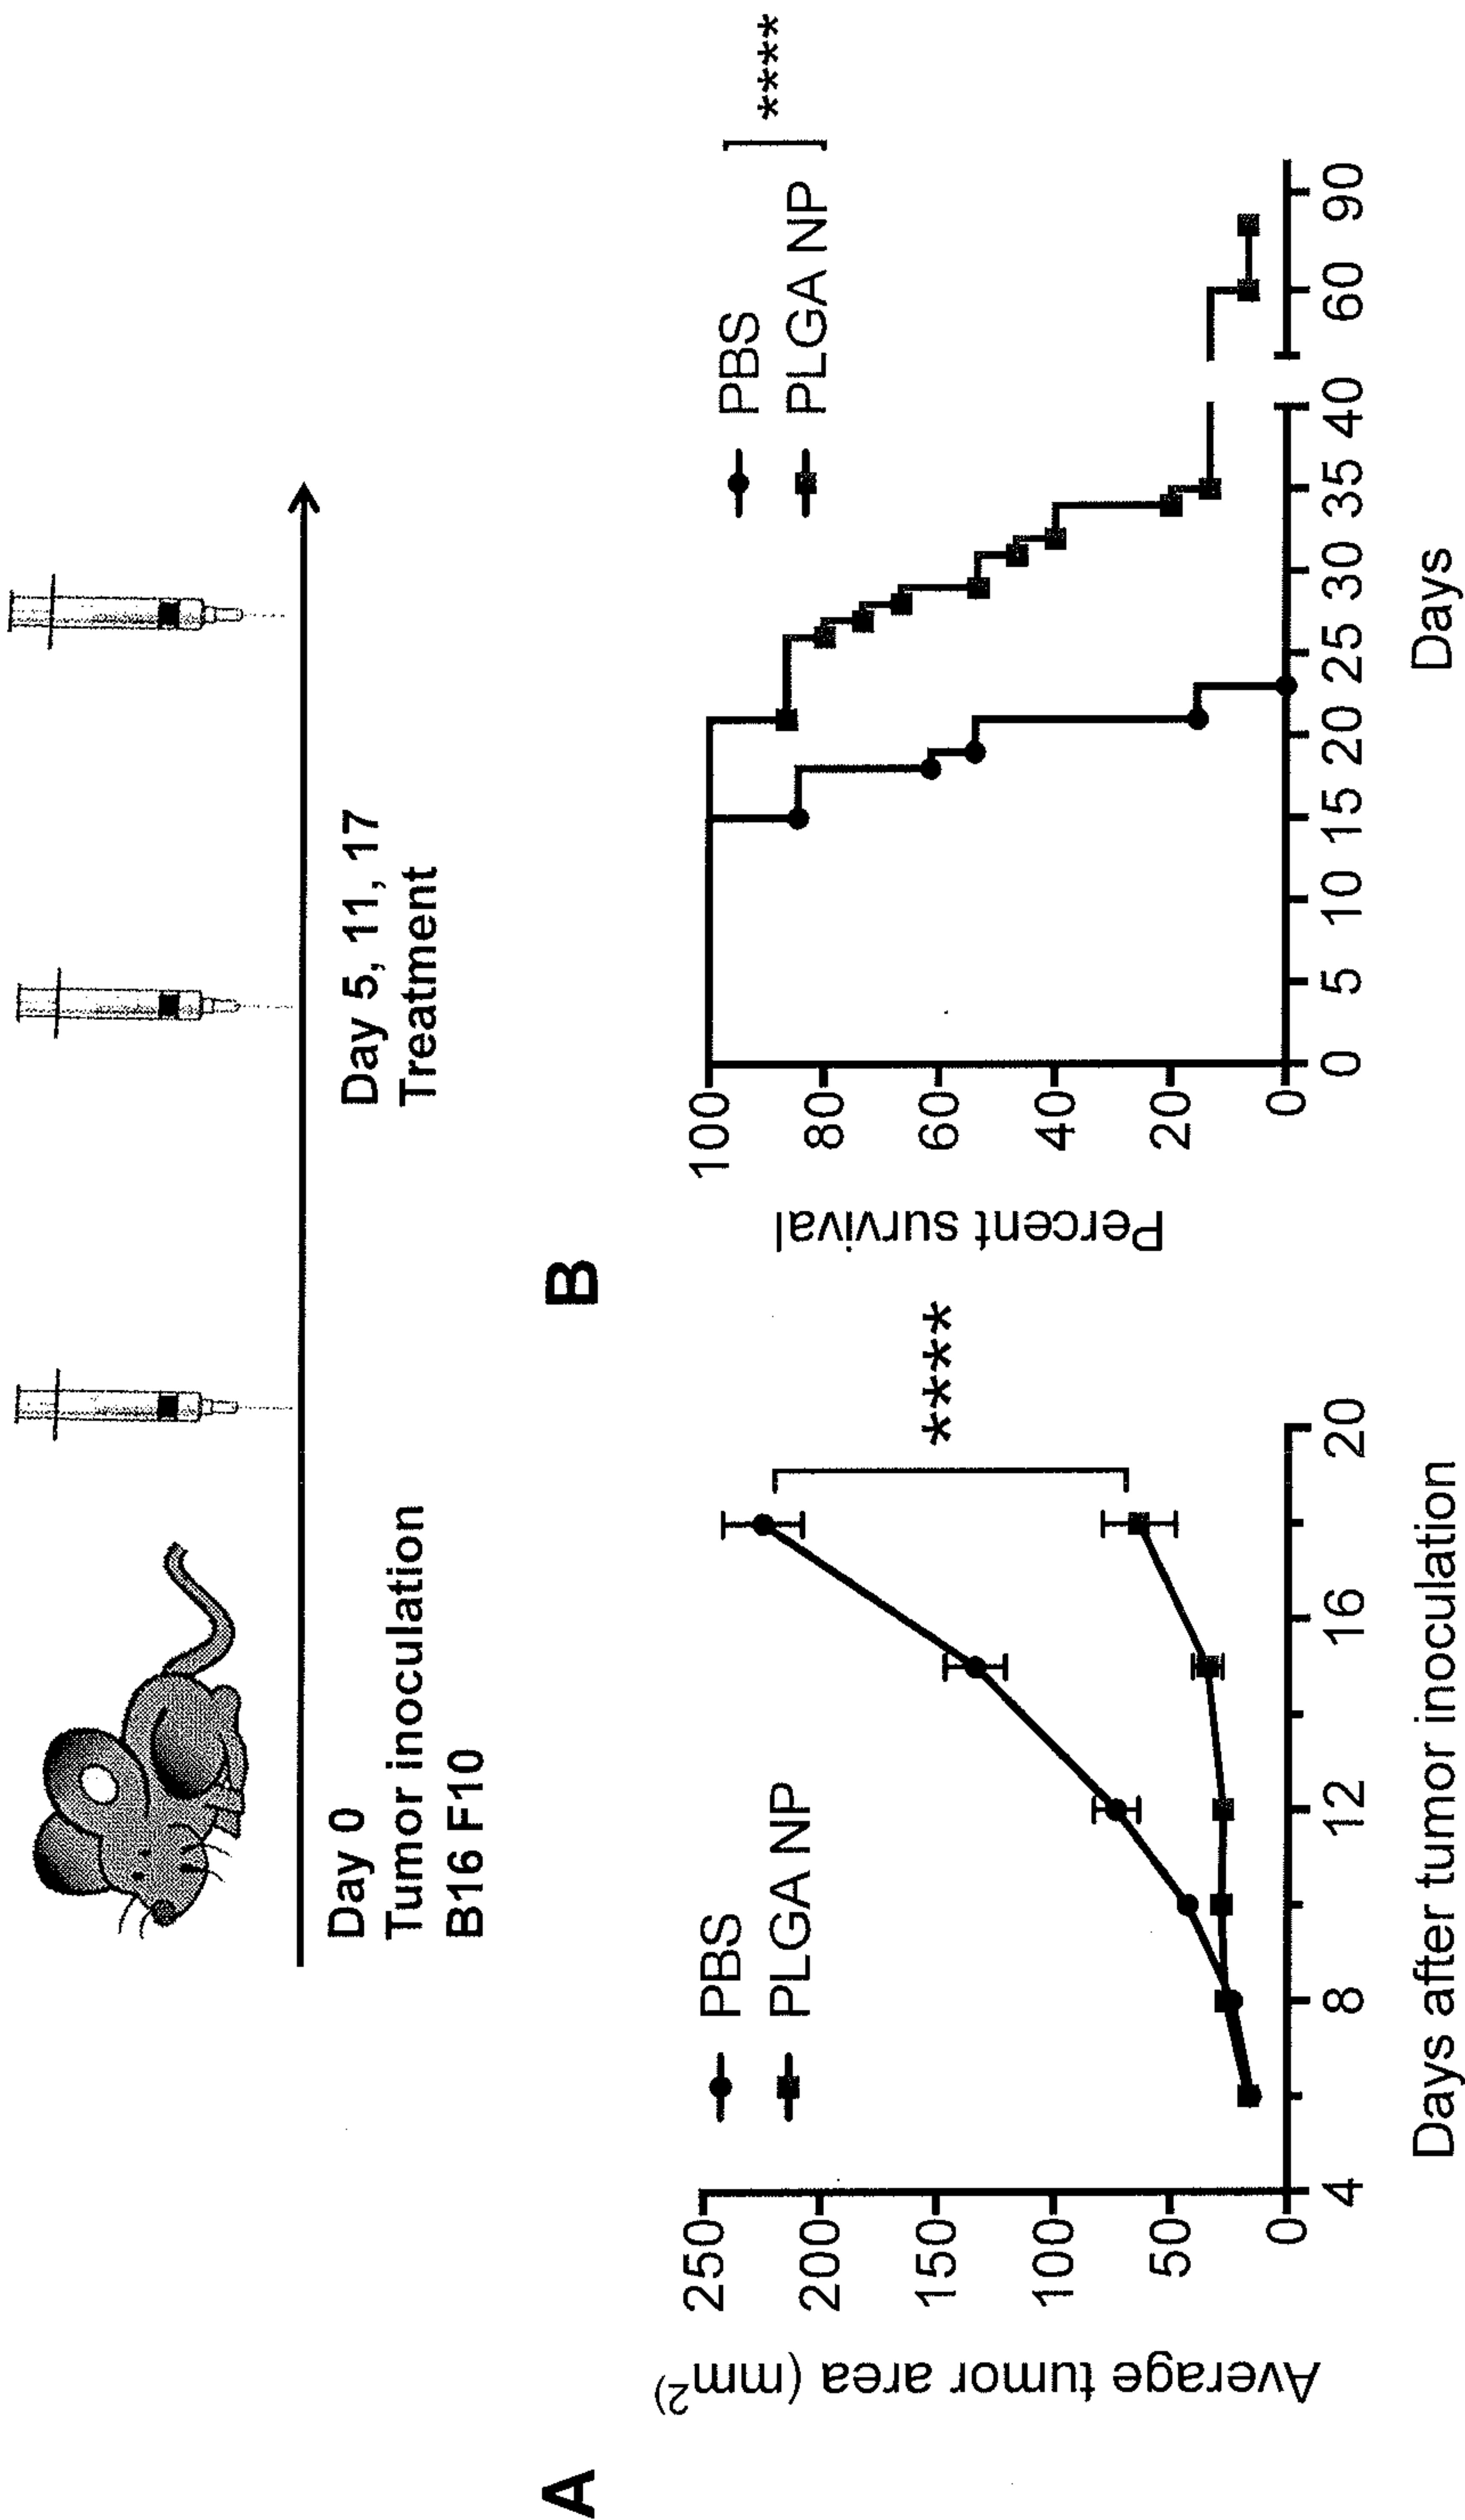 Day 0
Tumor inoculation
B16 F10
Day 5, 11, 17
Treatment
A
PBS
PLGA NP
****
Average tumor area (mm²)
250
200
150
100
50
0
4
8
12
16
20
Days after tumor inoculation
B
PBS
PLGA NP
****
Percent survival
100
80
60
40
20
0
0
5
10
15
20
25
30
35
40
60
90
Days